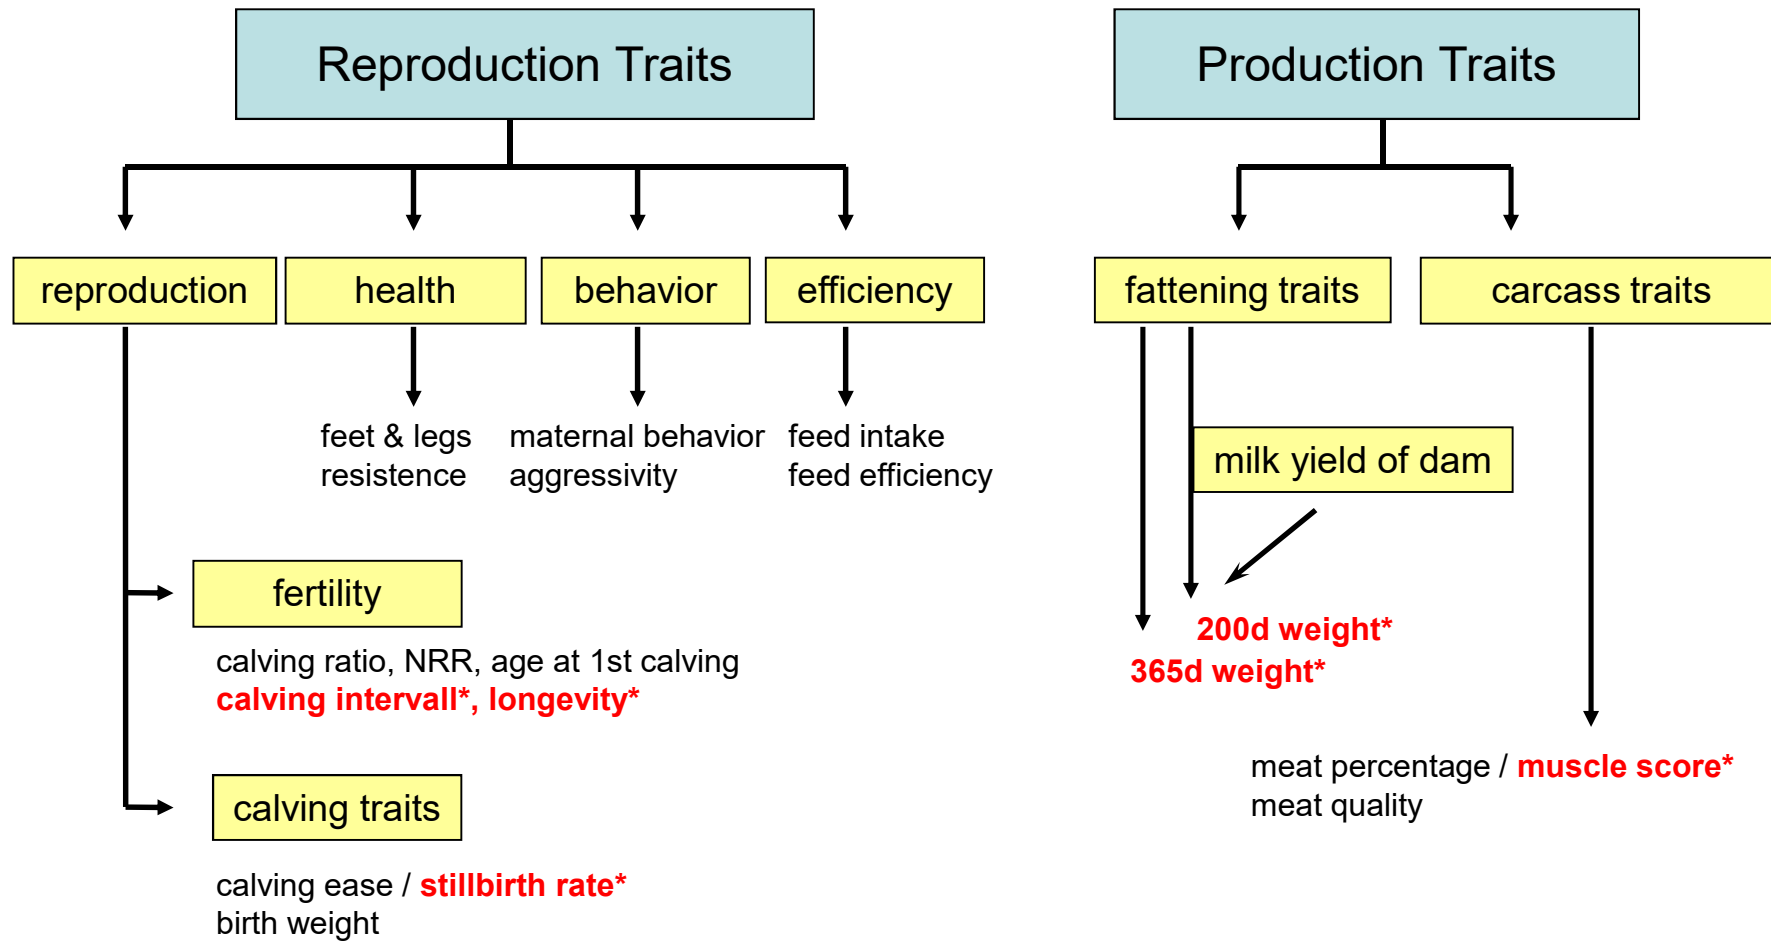 Reproduction Traits
Production Traits
reproduction
health
behavior
efficiency
fattening traits
carcass traits
feet & legs
resistence
maternal behavior
aggressivity
feed intake
feed efficiency
milk yield of dam
fertility
calving ratio, NRR, age at 1st calving
calving intervall*, longevity*
200d weight*
365d weight*
calving traits
meat percentage / muscle score*
meat quality
calving ease / stillbirth rate*
birth weight